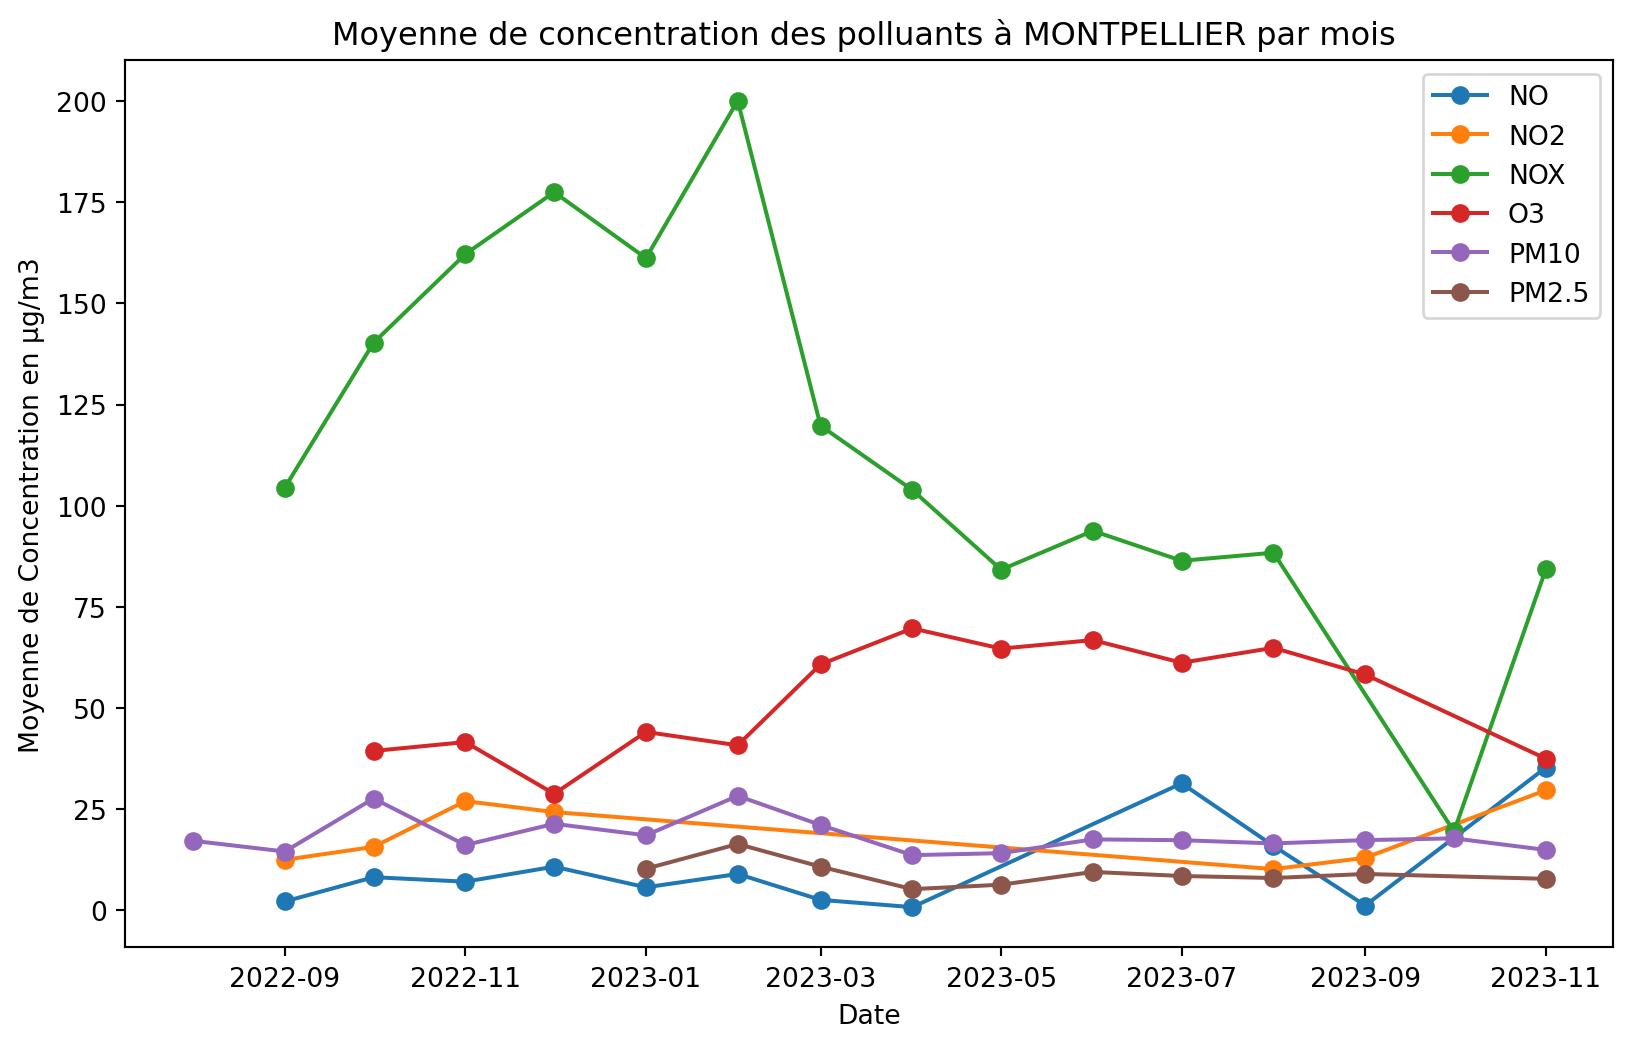 Moyenne de concentration des polluants à MONTPELLIER par mois
Moyenne de Concentration en µg/m3
200
175
150
125
100
75
50
25
0
NO
NO2
NOX
O3
PM10
PM2.5
2022-09
2022-11
2023-01
2023-03
2023-05
2023-07
2023-09
2023-11
Date